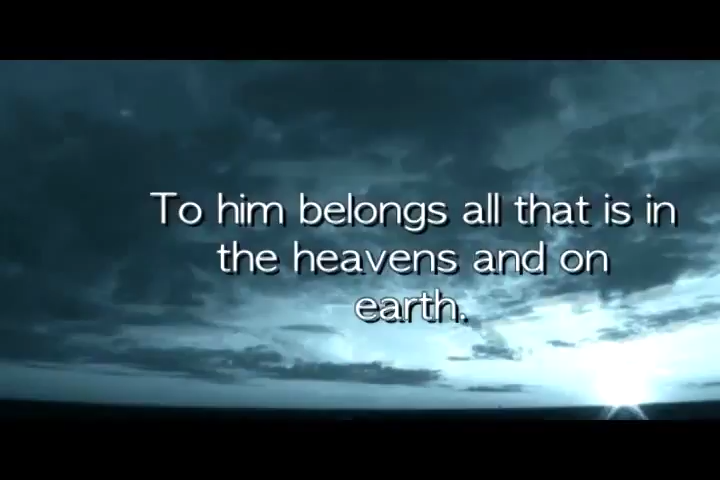 To him belongs all that is in
the heavens and on
earth.